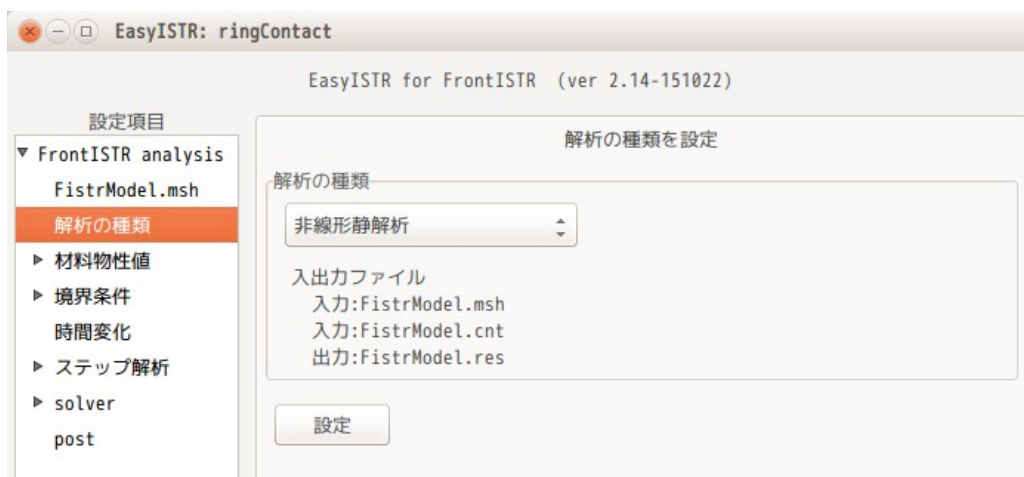 EasyISTR: ringContact
EasyISTR for FrontISTR (ver 2.14-151022)
設定項目
FrontISTR analysis
FistrModel.msh
解析の種類
材料物性値
境界条件
時間変化
ステップ解析
solver
post
解析の種類を設定
解析の種類
非線形静解析
入出力ファイル
入力:FistrModel.msh
入力:FistrModel.cnt
出力:FistrModel.res
設定